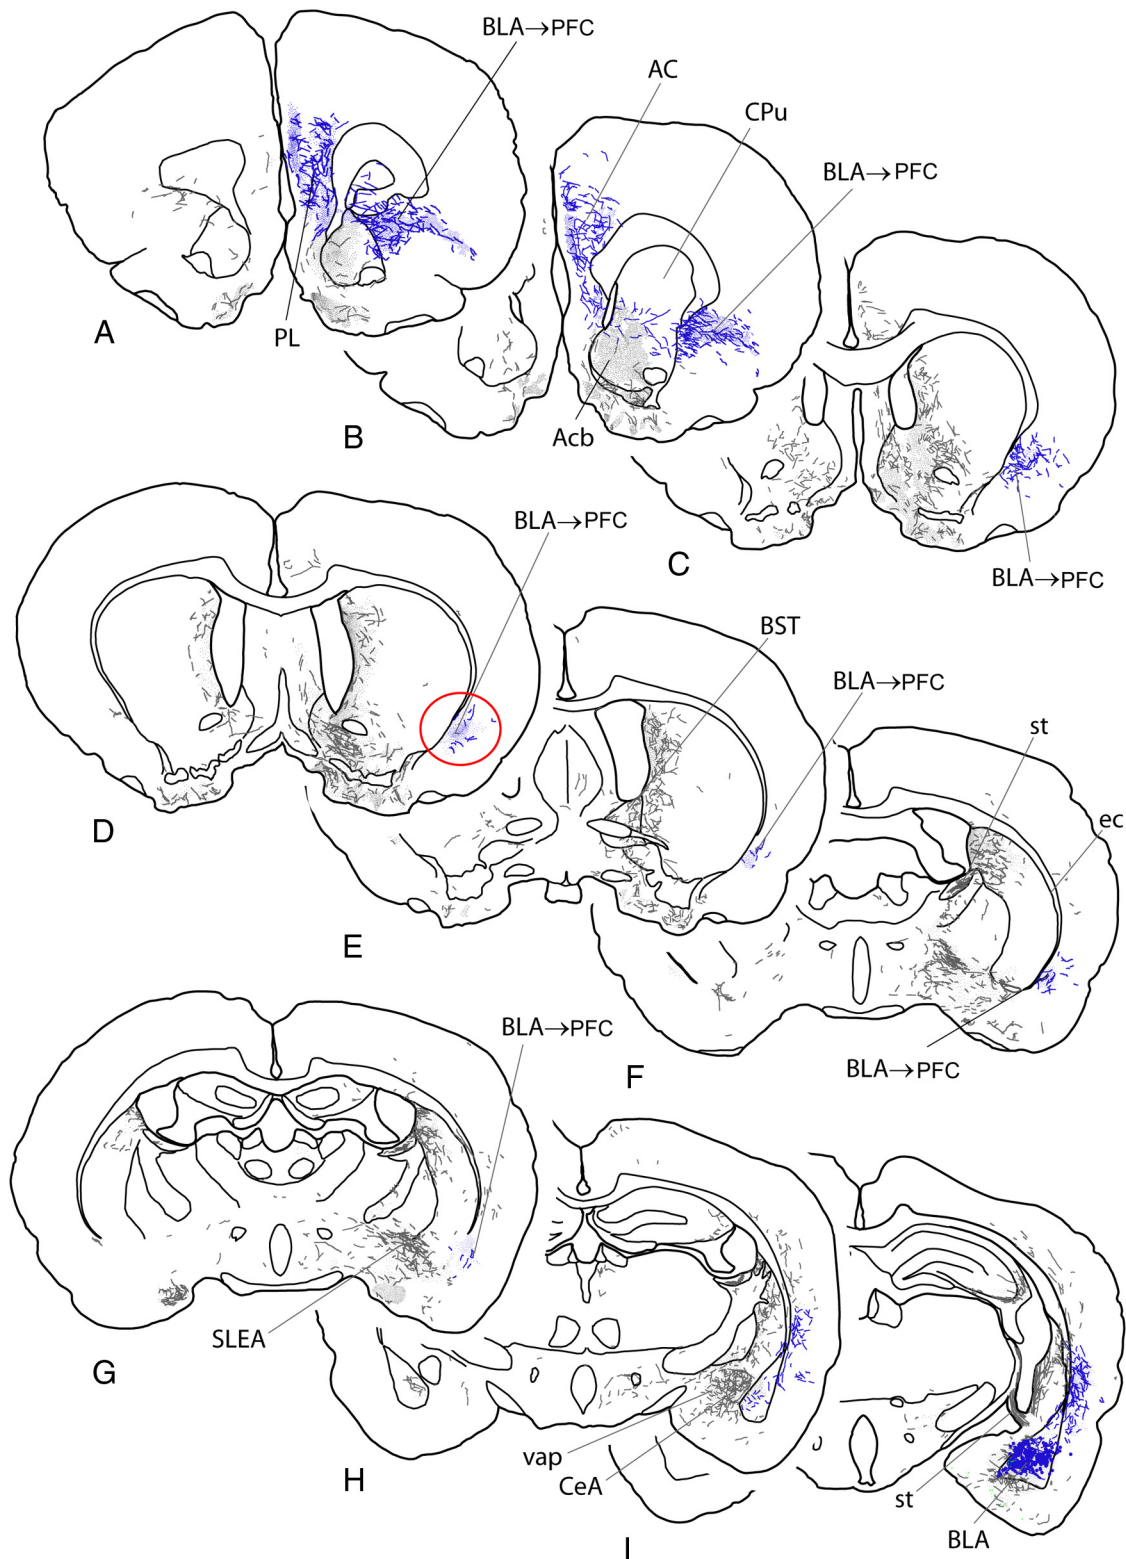 BLA→PFC
AC
CPu
BLA→PFC
A
PL
B
Acb
C
BLA→PFC
BLA→PFC
BST
BLA→PFC
st
ec
D
E
F
BLA→PFC
BLA→PFC
SLEA
G
H
vap
CeA
st
BLA
I